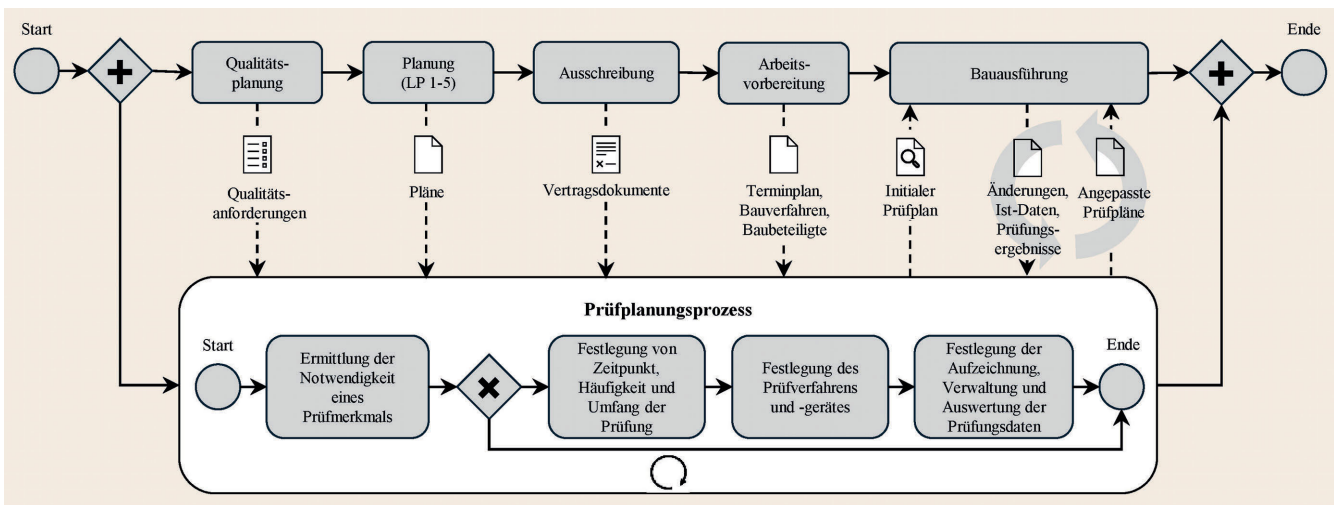 Start
Qualitäts-
planung
Planung
(LP 1-5)
Ausschreibung
Arbeits-
vorbereitung
Bauausführung
Ende
Qualitäts-
anforderungen
Pläne
Vertragsdokumente
Terminplan,
Bauverfahren,
Baubeteiligte
Initialer
Prüfplan
Änderungen,
Ist-Daten,
Prüfungs-
ergebnisse
Angepasste
Prüfpläne
Prüfplanungsprozess
Start
Ermittlung der
Notwendigkeit
eines
Prüfmerkmals
Festlegung von
Zeitpunkt,
Häufigkeit und
Umfang der
Prüfung
Festlegung des
Prüfverfahrens
und -gerätes
Festlegung der
Aufzeichnung,
Verwaltung und
Auswertung der
Prüfungsdaten
Ende